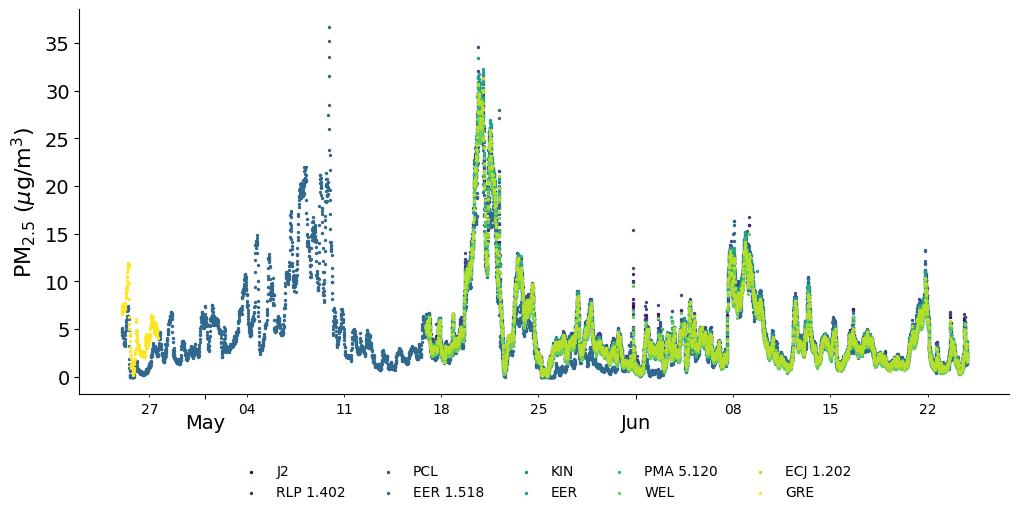 PM2.5 (μg/m3)
35
30
25
20
15
10
5
0
27 04 11 18 25 08 15 22
May Jun
J2 PCL KIN PMA 5.120 ECJ 1.202
RLP 1.402 EER 1.518 EER WEL GRE